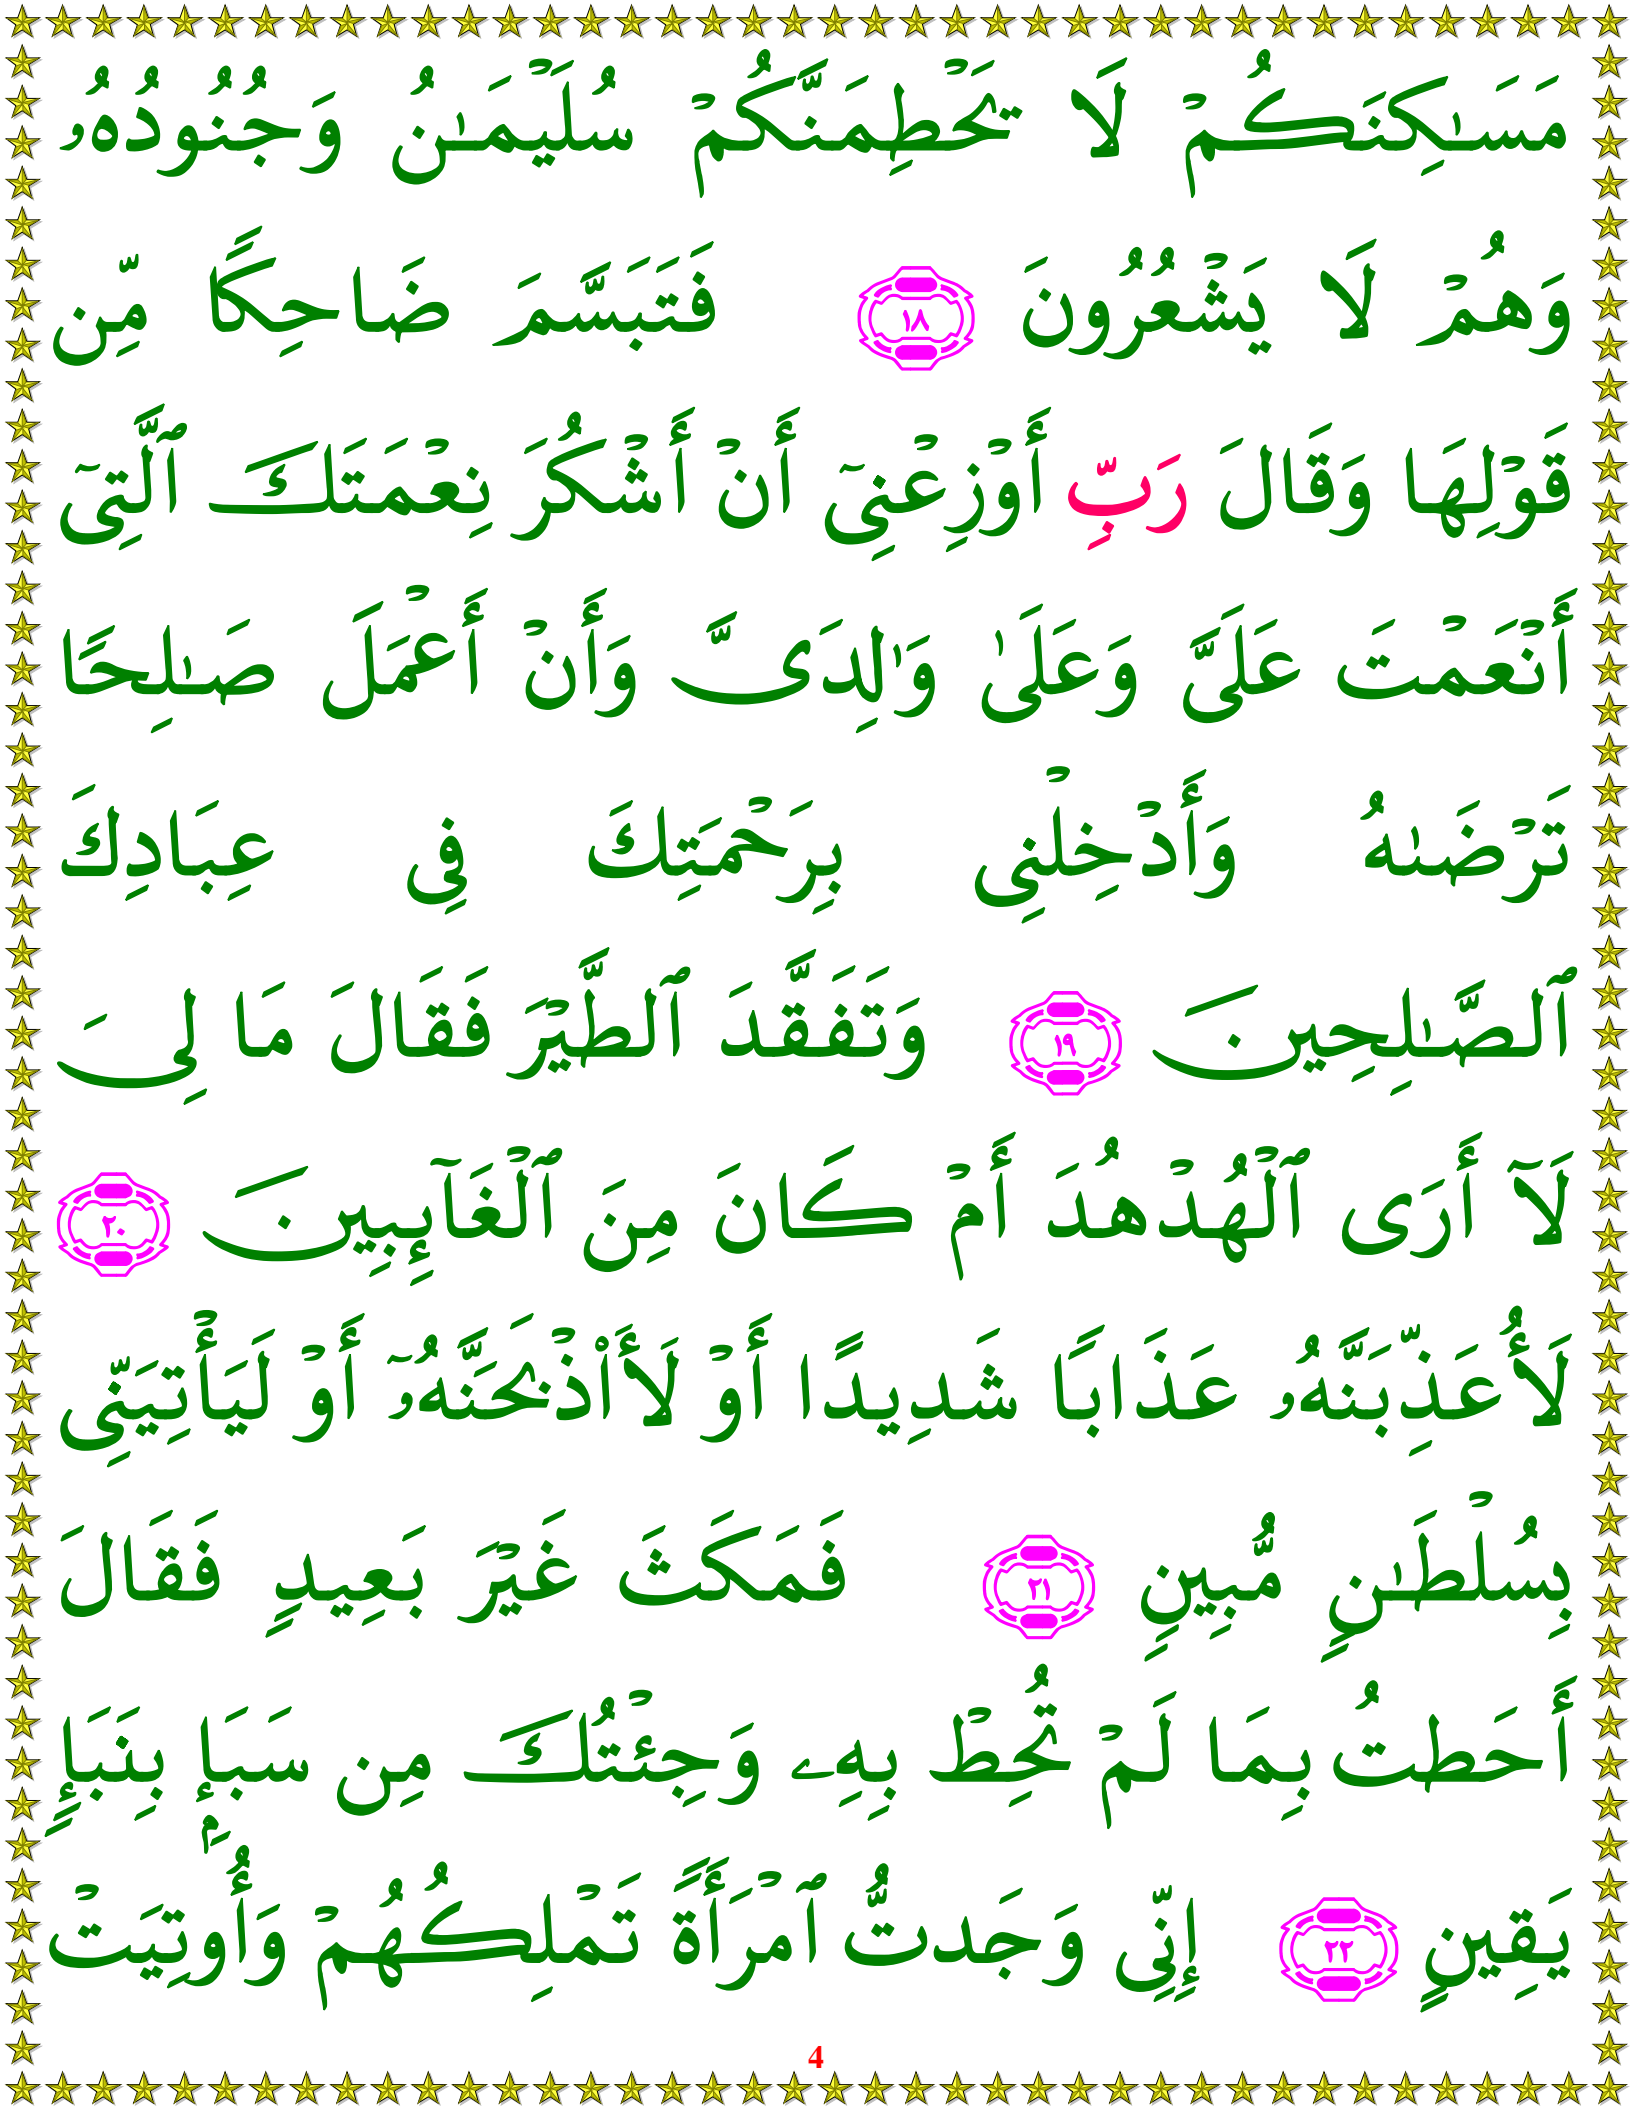 مَسَـٰكِنَكُمْ لَا تَحْطِمَنَّكُمْ سُلَيْمَـٰنُ وَجُنُودُهُۥ
وَهُمْ لَا يَشْعُرُونَ ١٨ فَتَبَسَّمَ ضَاحِكًا مِّن
قَوْلِهَا وَقَالَ رَبِّ أَوْزِعْنِىٓ أَنْ أَشْكُرَ نِعْمَتَكَ ٱلَّتِىٓ
أَنْعَمْتَ عَلَىَّ وَعَلَىٰ وَٰلِدَىَّ وَأَنْ أَعْمَلَ صَـٰلِحًا
تَرْضَىٰهُ وَأَدْخِلْنِى بِرَحْمَتِكَ فِى عِبَادِكَ
ٱلصَّـٰلِحِينَ ١٩ وَتَفَقَّدَ ٱلطَّيْرَ فَقَالَ مَا لِىَ
لَآ أَرَى ٱلْهُدْهُدَ أَمْ كَانَ مِنَ ٱلْغَآئِبِينَ ٢٠
لَأُعَذِّبَنَّهُۥ عَذَابًا شَدِيدًا أَوْ لَأَا۟ذْبَحَنَّهُۥٓ أَوْ لَيَأْتِيَنِّى
بِسُلْطَـٰنٍ مُّبِينٍ ٢١ فَمَكَثَ غَيْرَ بَعِيدٍ فَقَالَ
أَحَطتُ بِمَا لَمْ تُحِطْ بِهِۦ وَجِئْتُكَ مِن سَبَإٍۭ بِنَبَإٍ
يَقِينٍ ٢٢ إِنِّى وَجَدتُّ ٱمْرَأَةً تَمْلِكُهُمْ وَأُوتِيَتْ
4